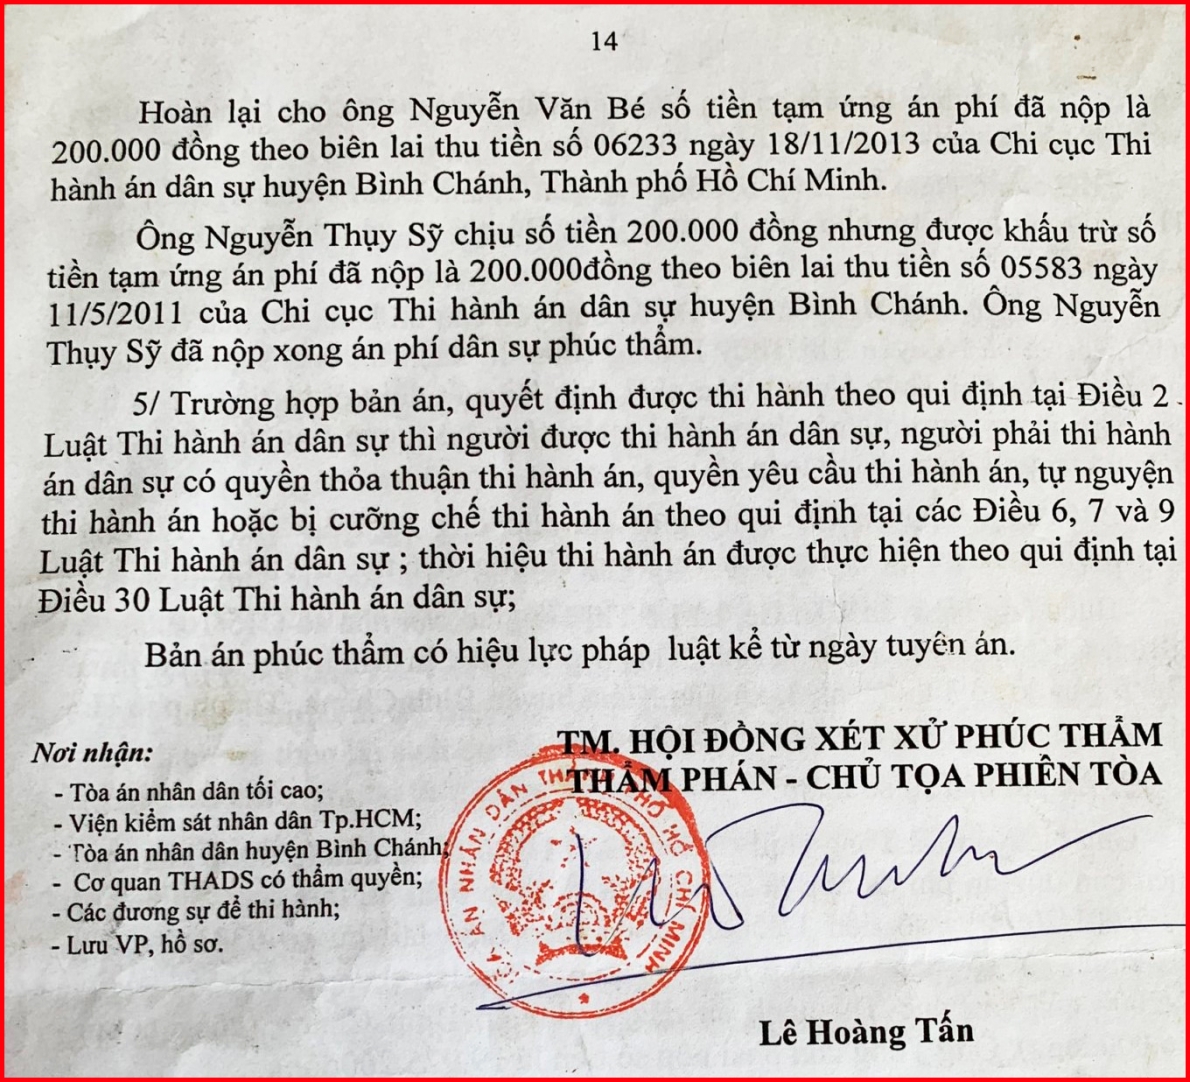 14
Hoàn lại cho ông Nguyễn Văn Bé số tiền tạm ứng án phí đã nộp là
200.000 đồng theo biên lai thu tiền số 06233 ngày 18/11/2013 của Chi cục Thi
hành án dân sự huyện Bình Chánh, Thành phố Hồ Chí Minh.
Ông Nguyễn Thụy Sỹ chịu số tiền 200.000 đồng nhưng được khấu trừ số
tiền tạm ứng án phí đã nộp là 200.000đồng theo biên lai thu tiền số 05583 ngày
11/5/2011 của Chi cục Thi hành án dân sự huyện Bình Chánh. Ông Nguyễn
Thụy Sỹ đã nộp xong án phí dân sự phúc thẩm.
5/ Trường hợp bản án, quyết định được thi hành theo qui định tại Điều 2
Luật Thi hành án dân sự thì người được thi hành án dân sự, người phải thi hành
án dân sự có quyền thỏa thuận thi hành án, quyền yêu cầu thi hành án, tự nguyện
thi hành án hoặc bị cưỡng chế thi hành án theo qui định tại các Điều 6, 7 và 9
Luật Thi hành án dân sự ; thời hiệu thi hành án được thực hiện theo qui định tại
Điều 30 Luật Thi hành án dân sự;
Bản án phúc thẩm có hiệu lực pháp luật kể từ ngày tuyên án.
TM. HỘI ĐỒNG XÉT XỬ PHÚC THẨM
THẨM PHÁN - CHỦ TỌA PHIÊN TÒA
Nơi nhận:
- Tòa án nhân dân tối cao;
- Viện kiểm sát nhân dân Tp.HCM;
- Tòa án nhân dân huyện Bình Chánh;
- Cơ quan THADS có thẩm quyền;
- Các đương sự để thi hành;
- Lưu VP, hồ sơ.
TÒA ÁN NHÂN DÂN THÀNH PHỐ HỒ CHÍ MINH
Lê Hoàng Tấn